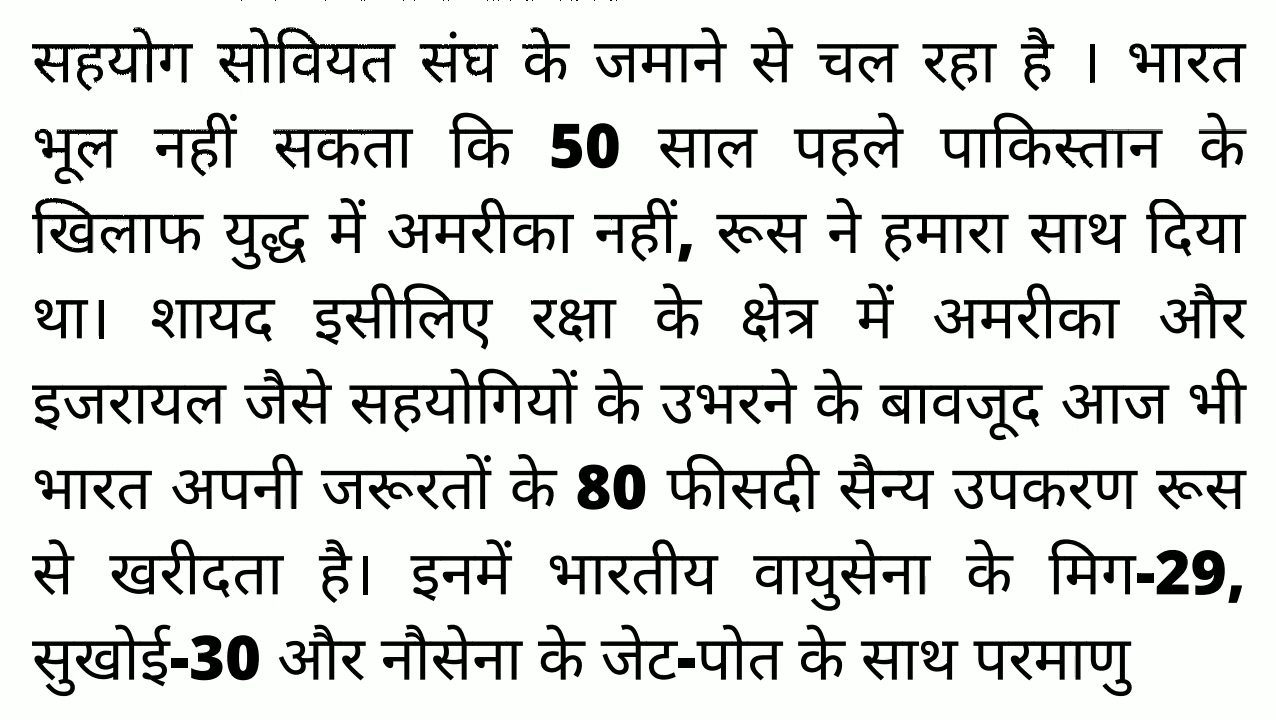 सहयोग सोवियत संघ के जमाने से चल रहा है । भारत
भूल नहीं सकता कि 50 साल पहले पाकिस्तान के
खिलाफ युद्ध में अमरीका नहीं, रूस ने हमारा साथ दिया
था। शायद इसीलिए रक्षा के क्षेत्र में अमरीका और
इजरायल जैसे सहयोगियों के उभरने के बावजूद आज भी
भारत अपनी जरूरतों के 80 फीसदी सैन्य उपकरण रूस
से खरीदता है। इनमें भारतीय वायुसेना के मिग-29,
सुखोई-30 और नौसेना के जेट-पोत के साथ परमाणु